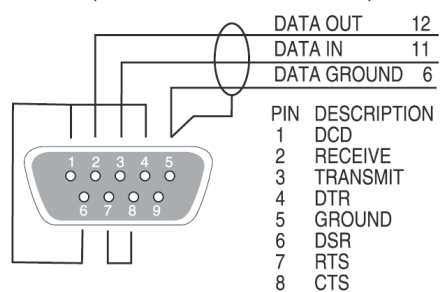 DATA OUT 12
DATA IN 11
DATA GROUND 6
PIN DESCRIPTION
1 DCD
2 RECEIVE
3 TRANSMIT
4 DTR
5 GROUND
6 DSR
7 RTS
8 CTS
1 2 3 4 5
6 7 8 9